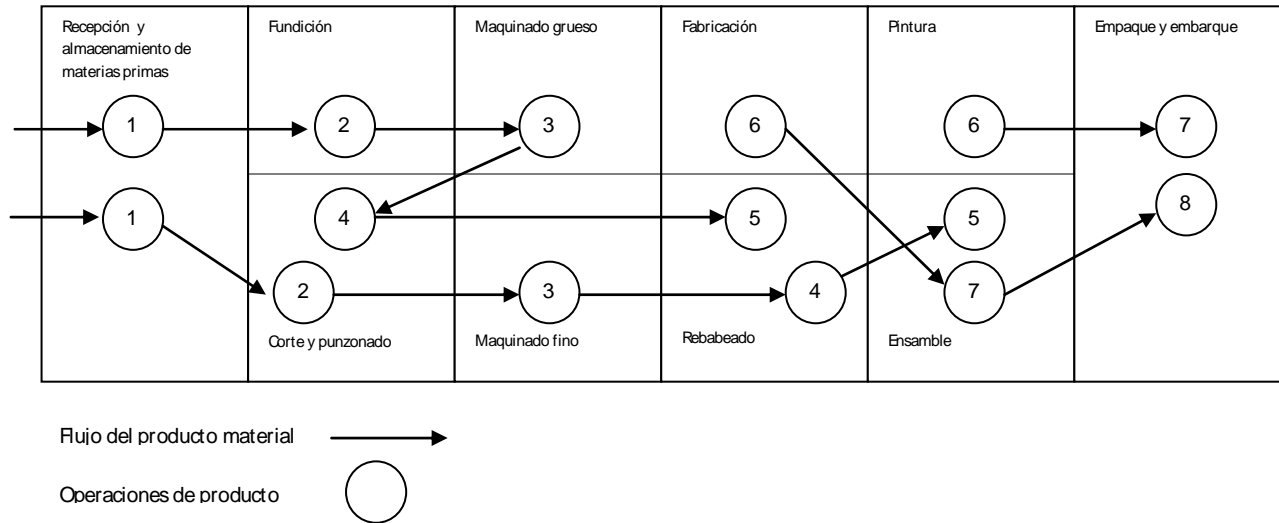 Recepción y
almacenamiento de
materias primas
Fundición
Maquinado grueso
Fabricación
Pintura
Empaque y embarque
1
2
3
6
6
7
1
4
5
5
8
2
3
4
7
Corte y punzonado
Maquinado fino
Rebabeado
Ensamble
Flujo del producto material
Operaciones de producto